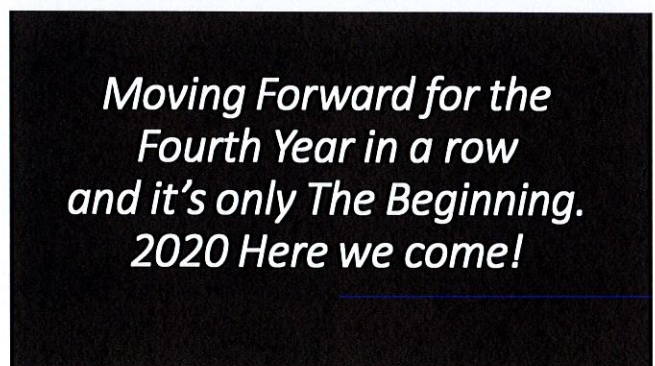 Moving Forward for the
Fourth Year in a row
and it’s only The Beginning.
2020 Here we come!